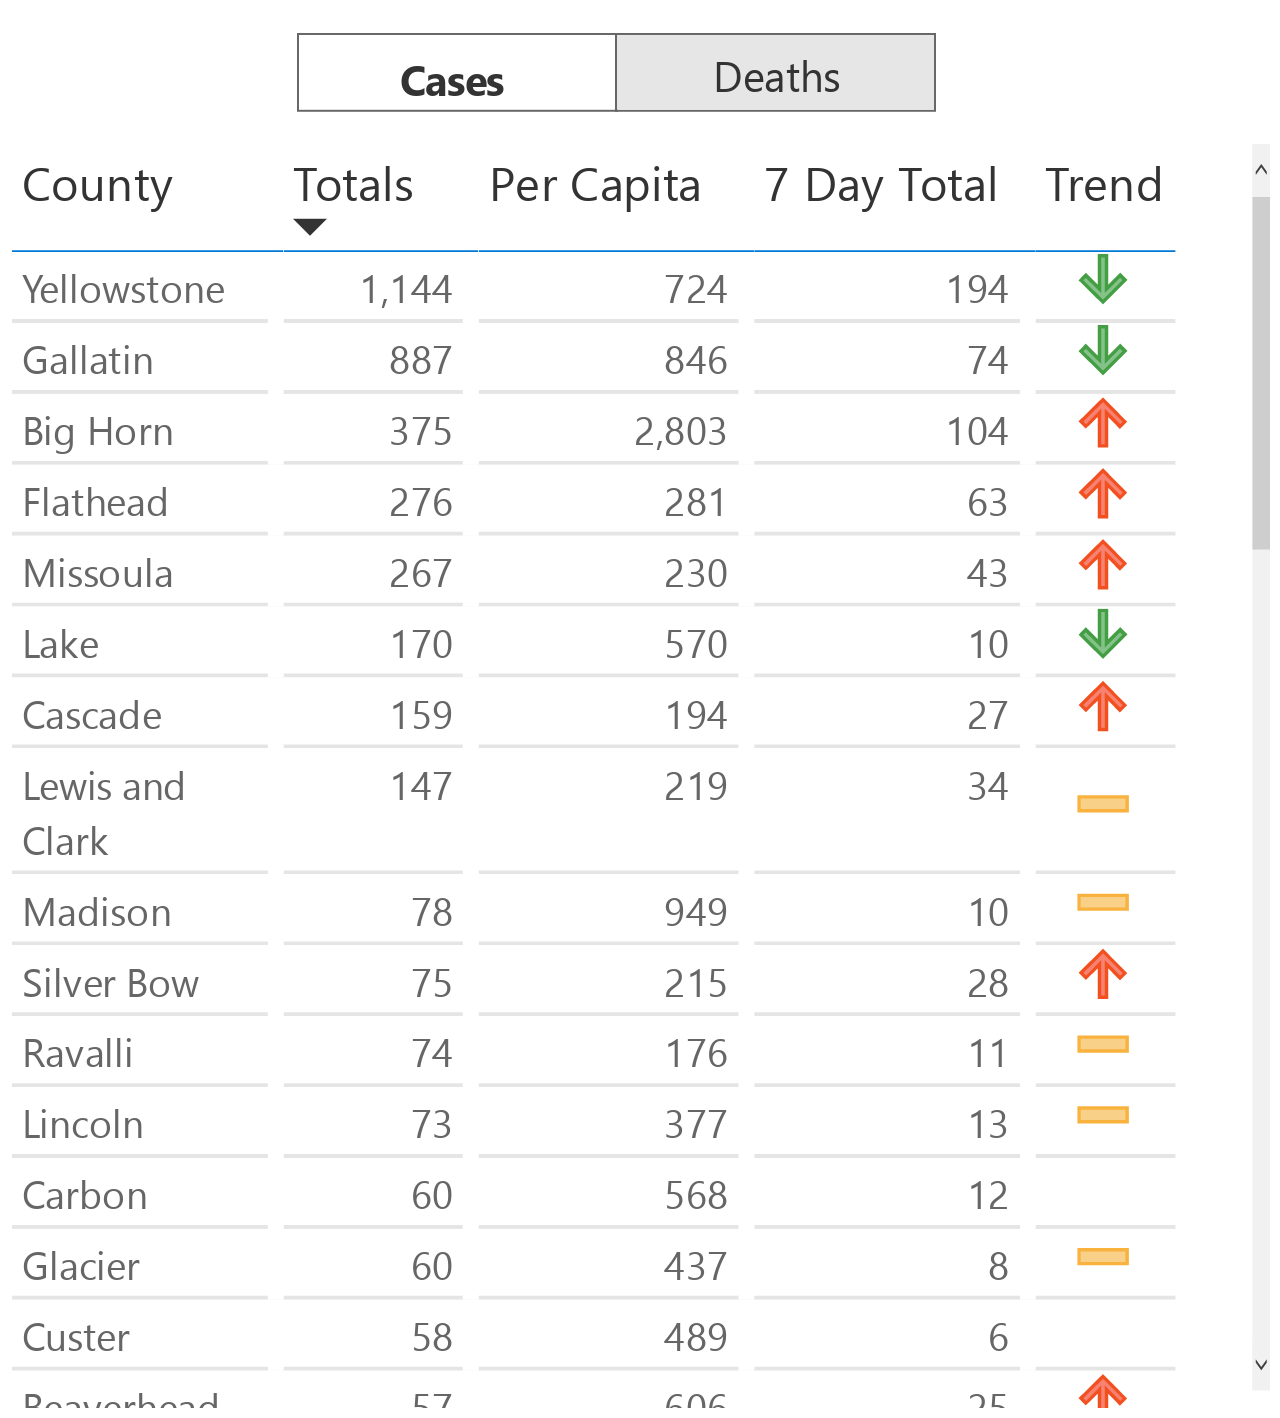 Cases Deaths
County Totals Per Capita 7 Day Total Trend
Yellowstone 1,144 724 194
Gallatin 887 846 74
Big Horn 375 2,803 104
Flathead 276 281 63
Missoula 267 230 43
Lake 170 570 10
Cascade 159 194 27
Lewis and 147 219 34
Clark
Madison 78 949 10
Silver Bow 75 215 28
Ravalli 74 176 11
Lincoln 73 377 13
Carbon 60 568 12
Glacier 60 437 8
Custer 58 489 6
Beaverhead 57 606 25